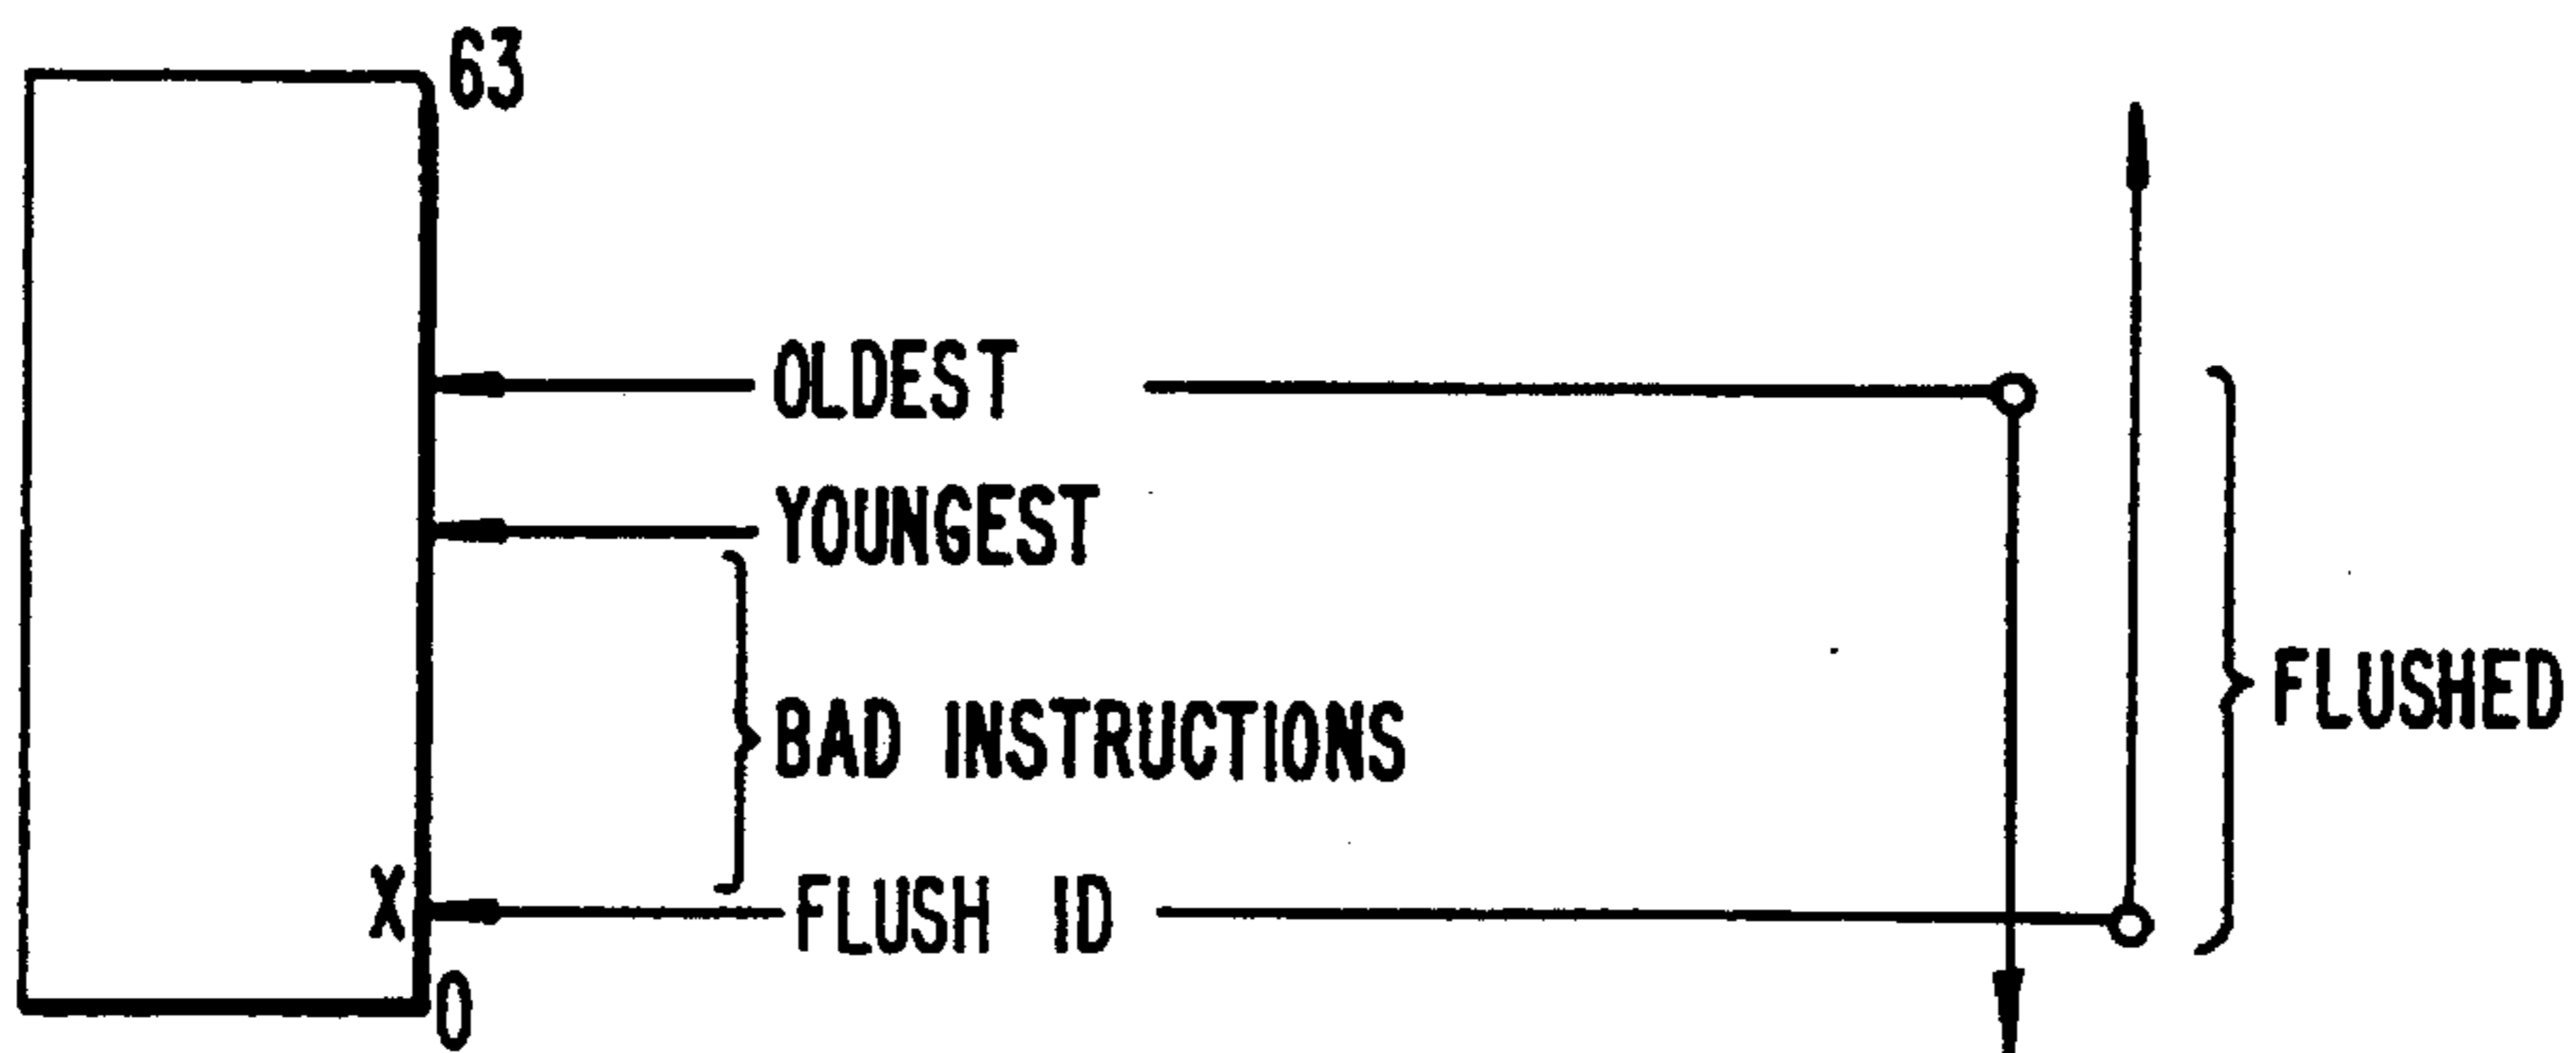 63
OLDEST
YOUNGEST
BAD INSTRUCTIONS
FLUSHED
X
FLUSH ID
0